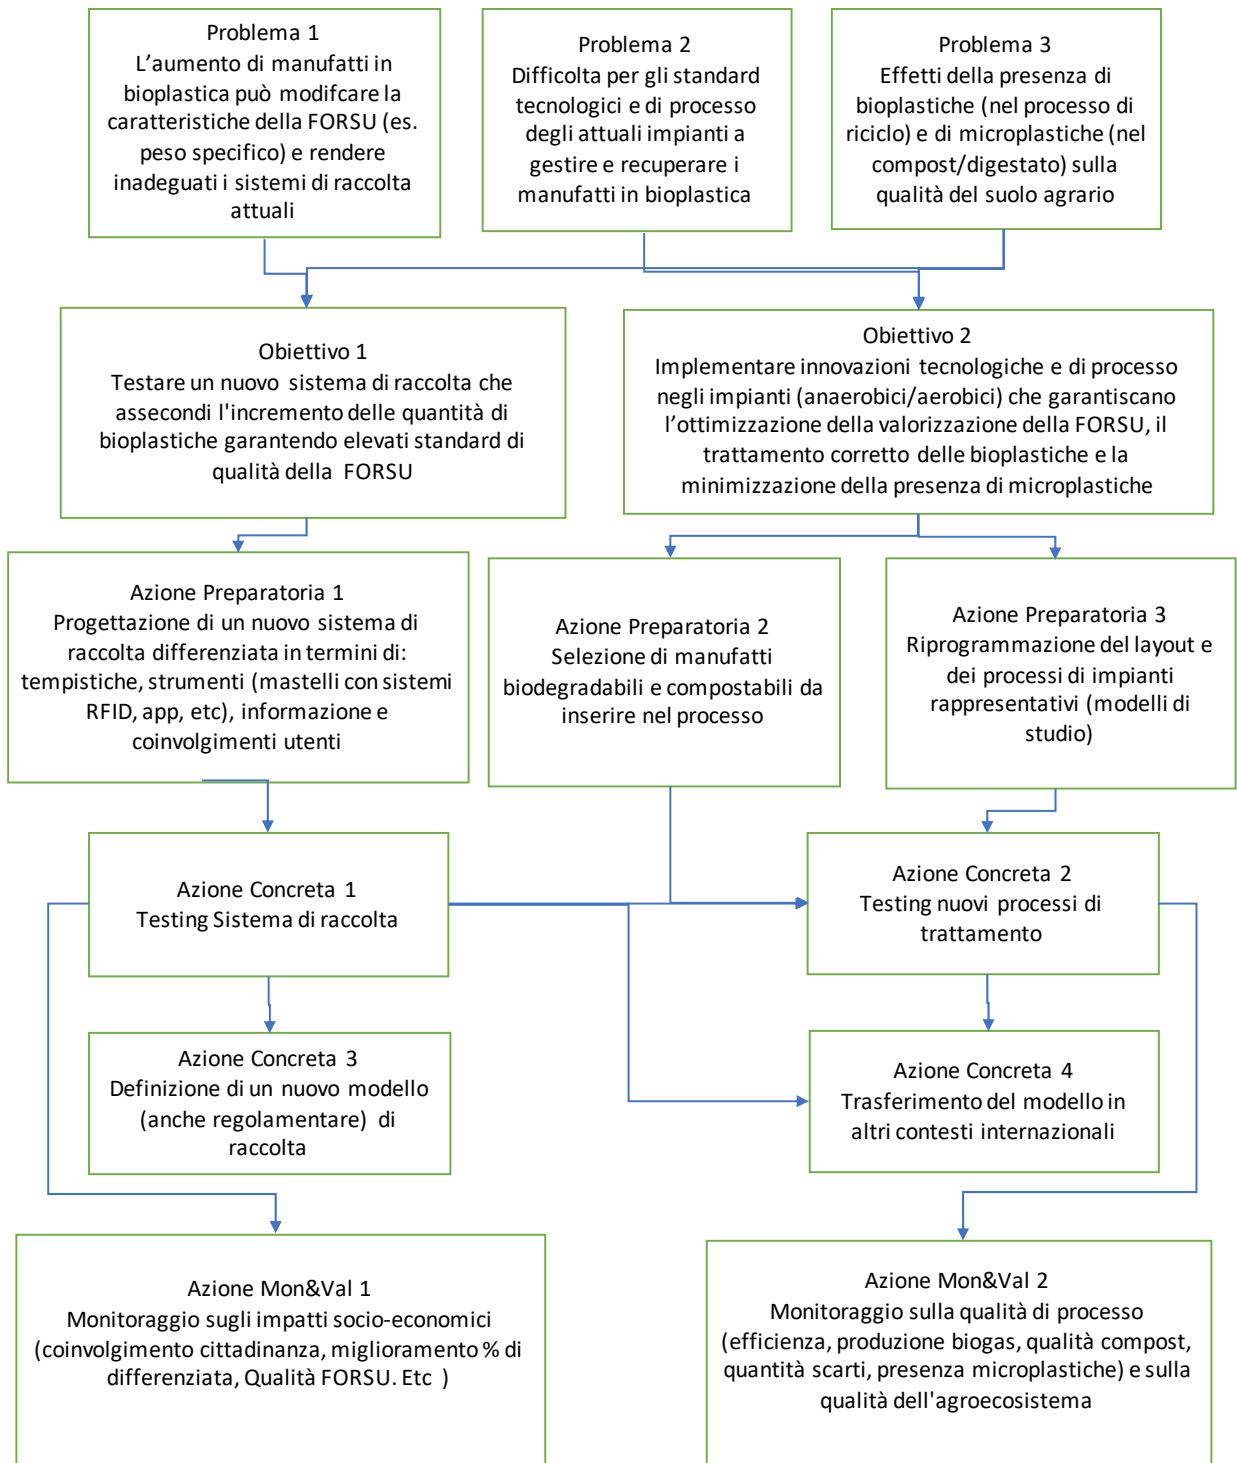 Problema 1
L’aumento di manufatti in
bioplastica può modifcare la
caratteristiche della FORSU (es.
peso specifico) e rendere
inadeguati i sistemi di raccolta
attuali
Problema 2
Difficolta per gli standard
tecnologici e di processo
degli attuali impianti a
gestire e recuperare i
manufatti in bioplastica
Problema 3
Effetti della presenza di
bioplastiche (nel processo di
riciclo) e di microplastiche (nel
compost/digestato) sulla
qualità del suolo agrario
Obiettivo 1
Testare un nuovo sistema di raccolta che
assecondi l'incremento delle quantità di
bioplastiche garantendo elevati standard di
qualità della FORSU
Obiettivo 2
Implementare innovazioni tecnologiche e di processo
negli impianti (anaerobici/aerobici) che garantiscano
l’ottimizzazione della valorizzazione della FORSU, il
trattamento corretto delle bioplastiche e la
minimizzazione della presenza di microplastiche
Azione Preparatoria 1
Progettazione di un nuovo sistema di
raccolta differenziata in termini di:
tempistiche, strumenti (mastelli con sistemi
RFID, app, etc), informazione e
coinvolgimenti utenti
Azione Preparatoria 2
Selezione di manufatti
biodegradabili e compostabili da
inserire nel processo
Azione Preparatoria 3
Riprogrammazione del layout e
dei processi di impianti
rappresentativi (modelli di
studio)
Azione Concreta 1
Testing Sistema di raccolta
Azione Concreta 2
Testing nuovi processi di
trattamento
Azione Concreta 3
Definizione di un nuovo modello
(anche regolamentare) di
raccolta
Azione Concreta 4
Trasferimento del modello in
altri contesti internazionali
Azione Mon&Val 1
Monitoraggio sugli impatti socio-economici
(coinvolgimento cittadinanza, miglioramento % di
differenziata, Qualità FORSU. Etc )
Azione Mon&Val 2
Monitoraggio sulla qualità di processo
(efficienza, produzione biogas, qualità compost,
quantità scarti, presenza microplastiche) e sulla
qualità dell'agroecosistema